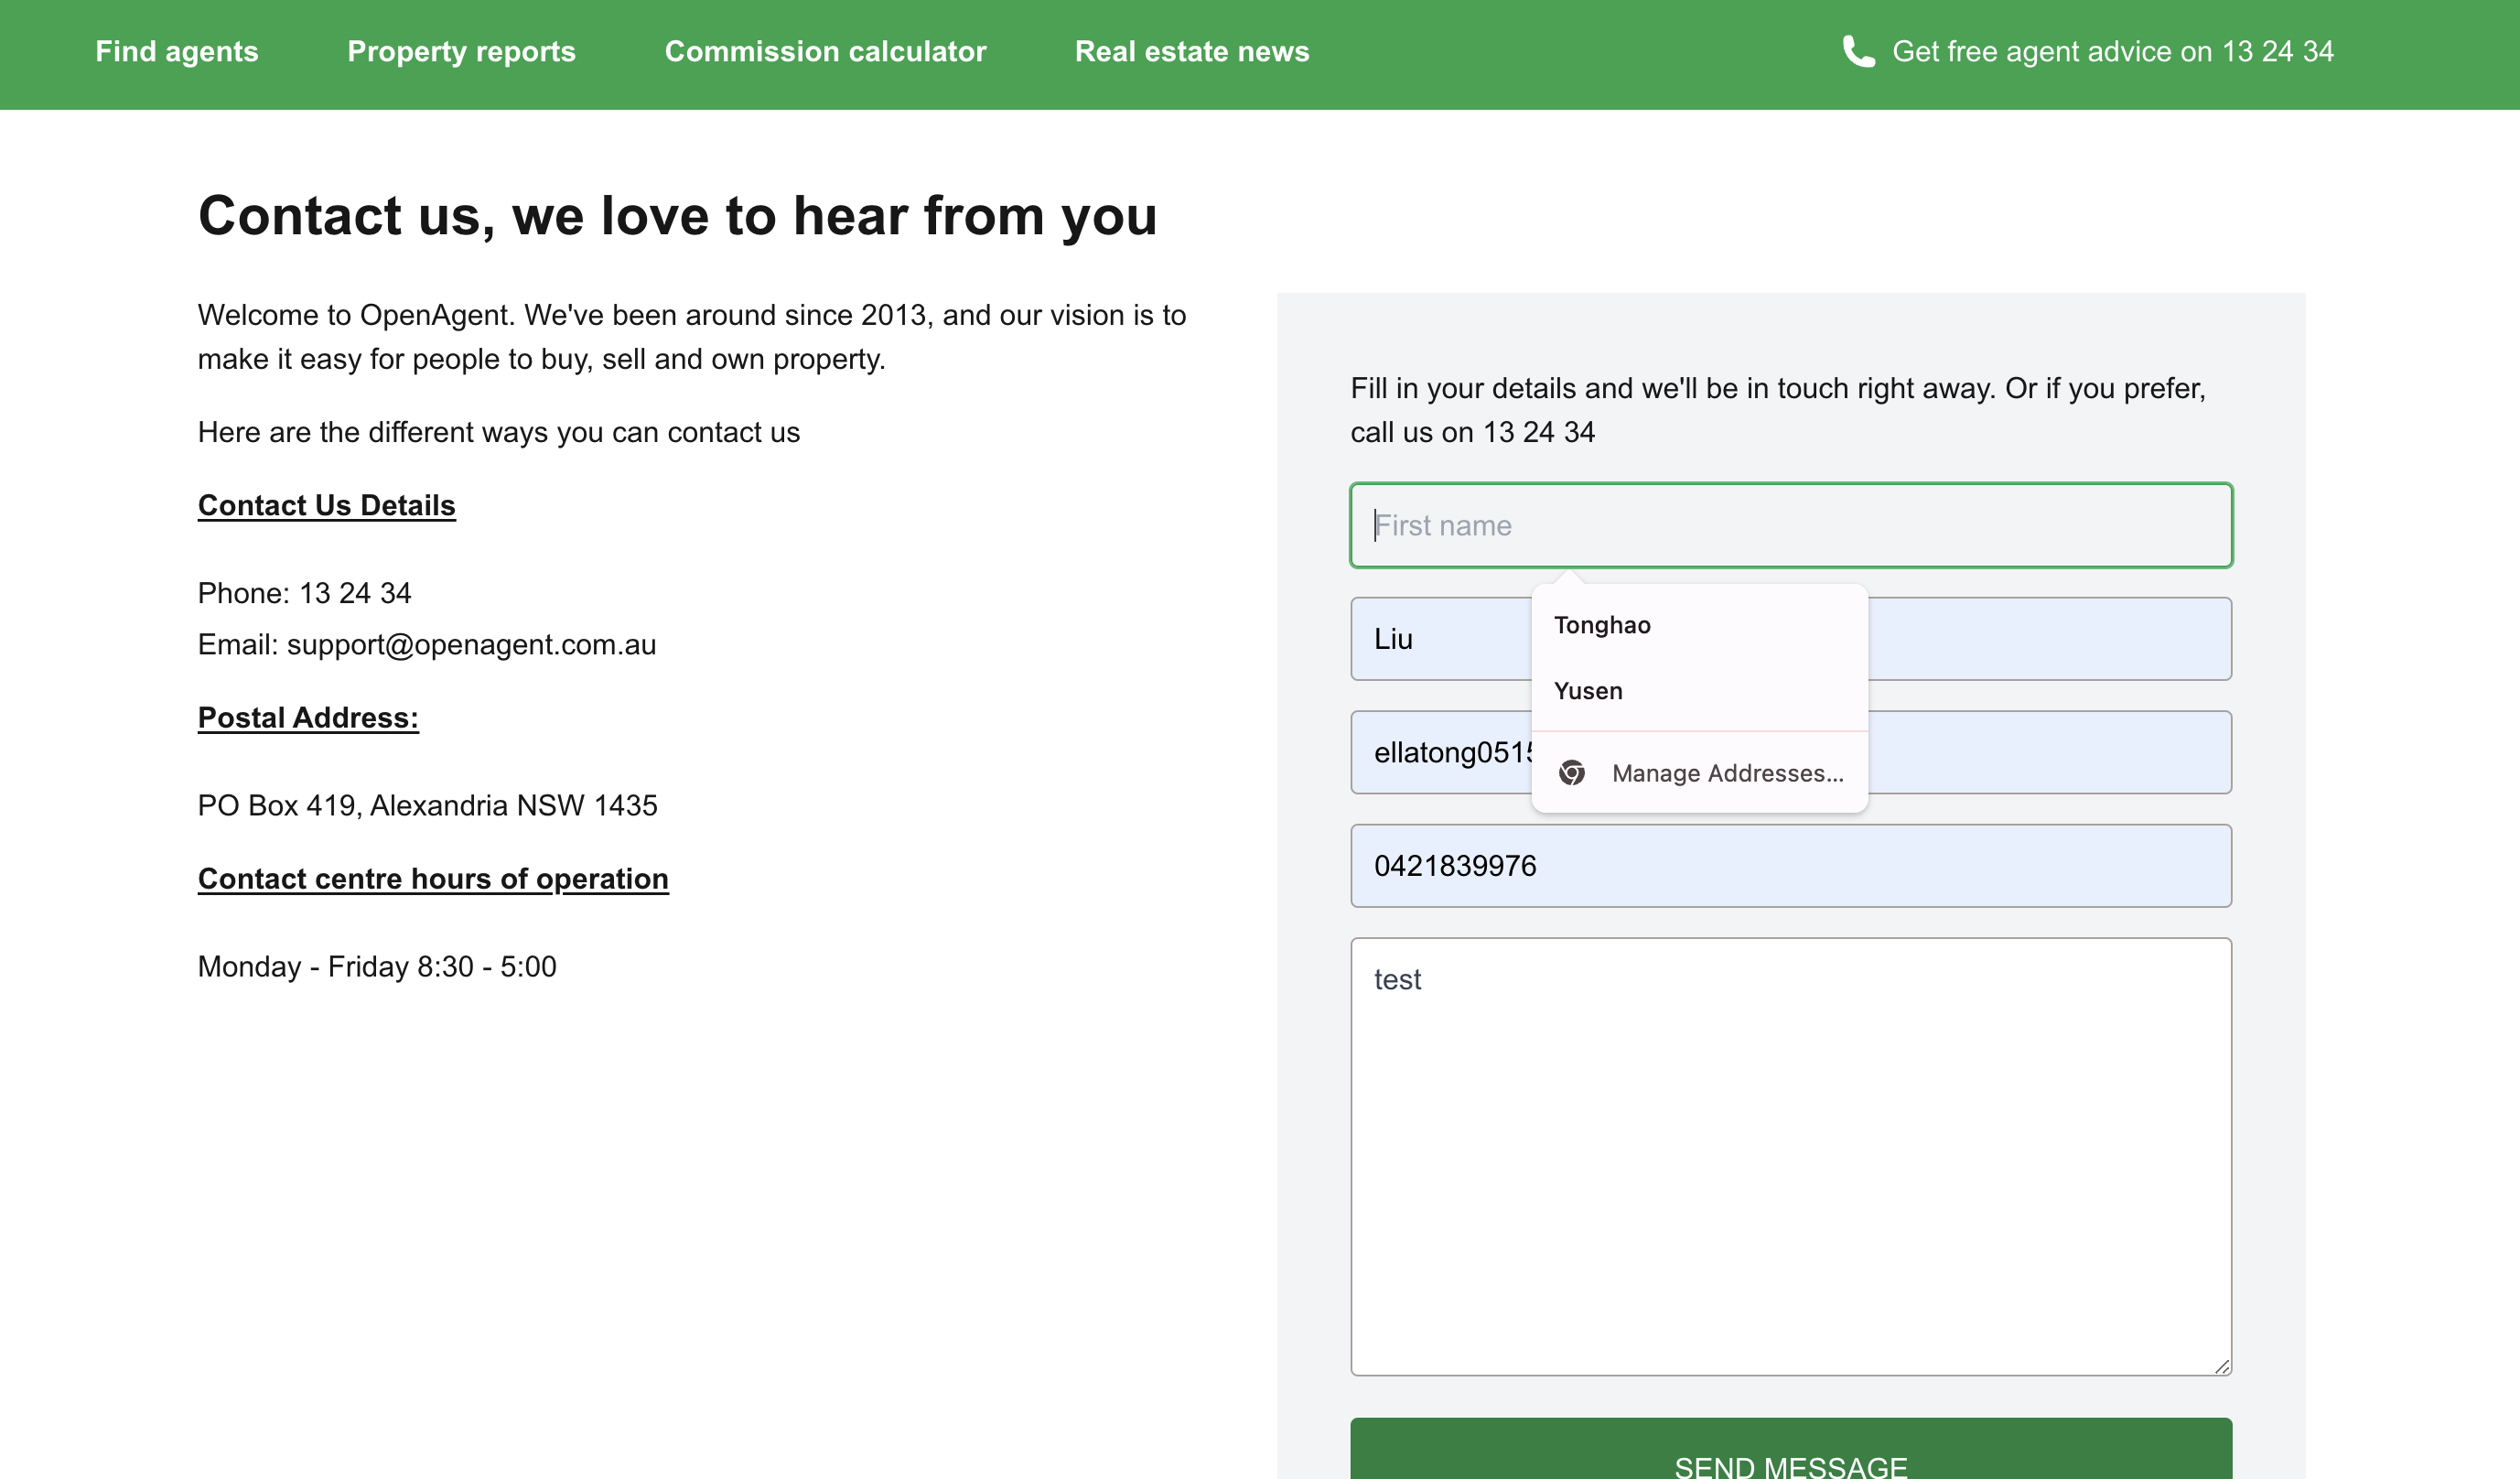 Find agents
Property reports
Commission calculator
Real estate news
Get free agent advice on 13 24 34
Contact us, we love to hear from you
Welcome to OpenAgent. We've been around since 2013, and our vision is to
make it easy for people to buy, sell and own property.
Here are the different ways you can contact us
Contact Us Details
Phone: 13 24 34
Email: support@openagent.com.au
Postal Address:
PO Box 419, Alexandria NSW 1435
Contact centre hours of operation
Monday - Friday 8:30 - 5:00
Fill in your details and we'll be in touch right away. Or if you prefer,
call us on 13 24 34
First name
Liu
Tonghao
Yusen
Manage Addresses...
ellatong0515
0421839976
test
SEND MESSAGE